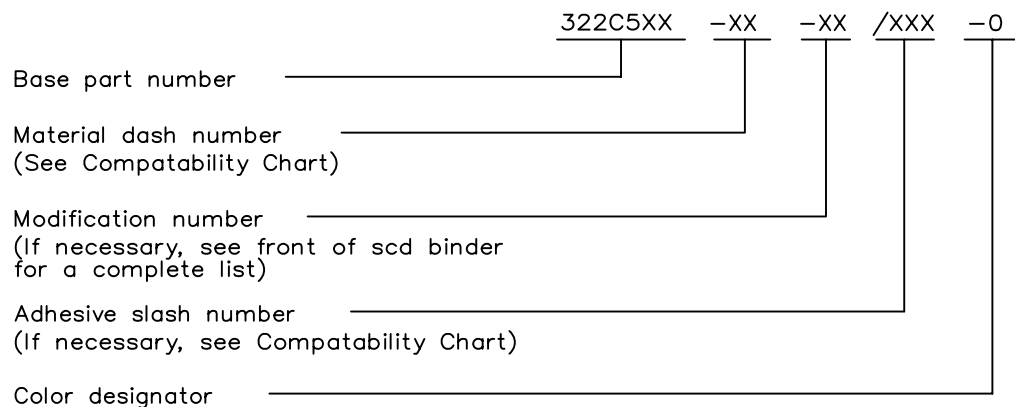 322C5XX -XX -XX /XXX -0
Base part number
Material dash number
(See Compatability Chart)
Modification number
(If necessary, see front of scd binder
for a complete list)
Adhesive slash number
(If necessary, see Compatability Chart)
Color designator